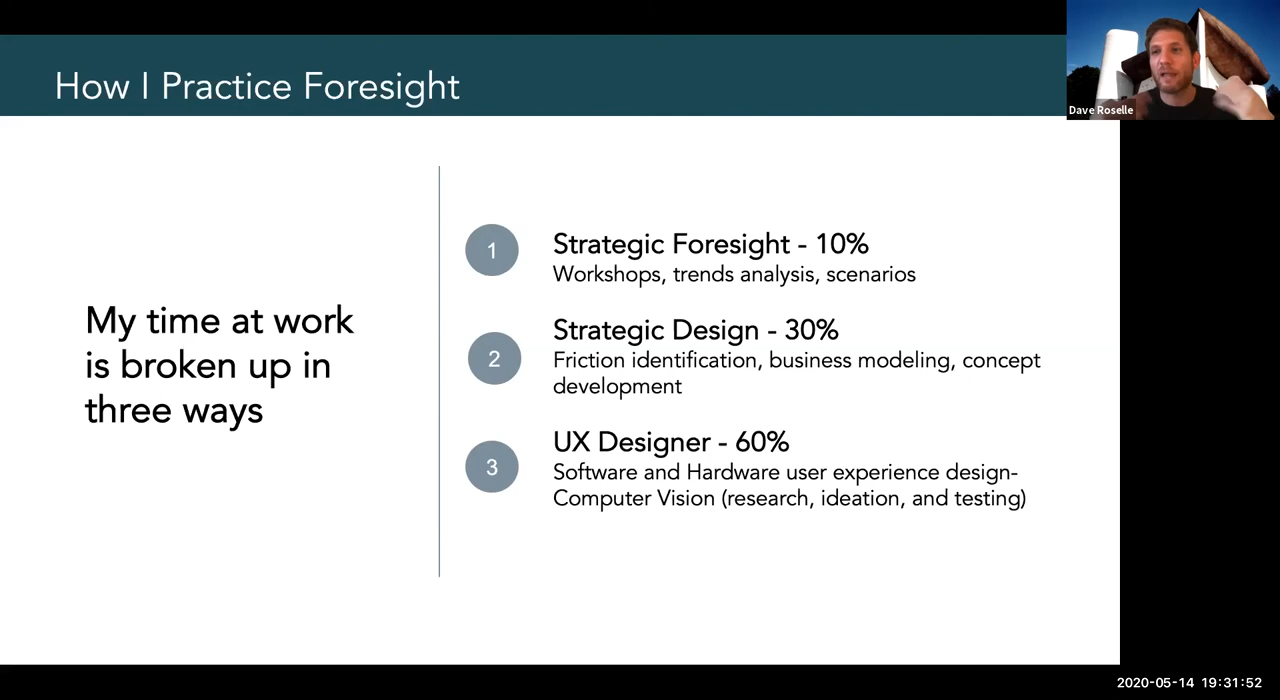 How I Practice Foresight
Dave Roselle
My time at work
is broken up in
three ways
1
Strategic Foresight - 10%
Workshops, trends analysis, scenarios
2
Strategic Design - 30%
Friction identification, business modeling, concept
development
3
UX Designer - 60%
Software and Hardware user experience design-
Computer Vision (research, ideation, and testing)
2020-05-14 19:31:52